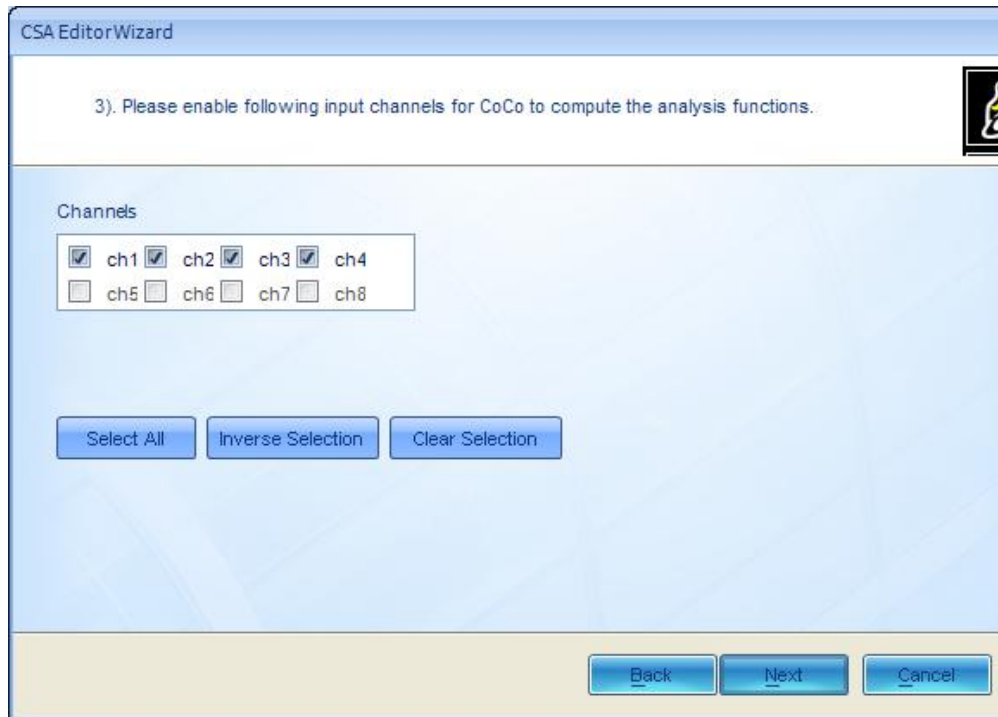 CSA EditorWizard
3). Please enable following input channels for CoCo to compute the analysis functions.
Channels
ch1 ch2 ch3 ch4
ch5 ch6 ch7 ch8
Select All Inverse Selection Clear Selection
Back Next Cancel